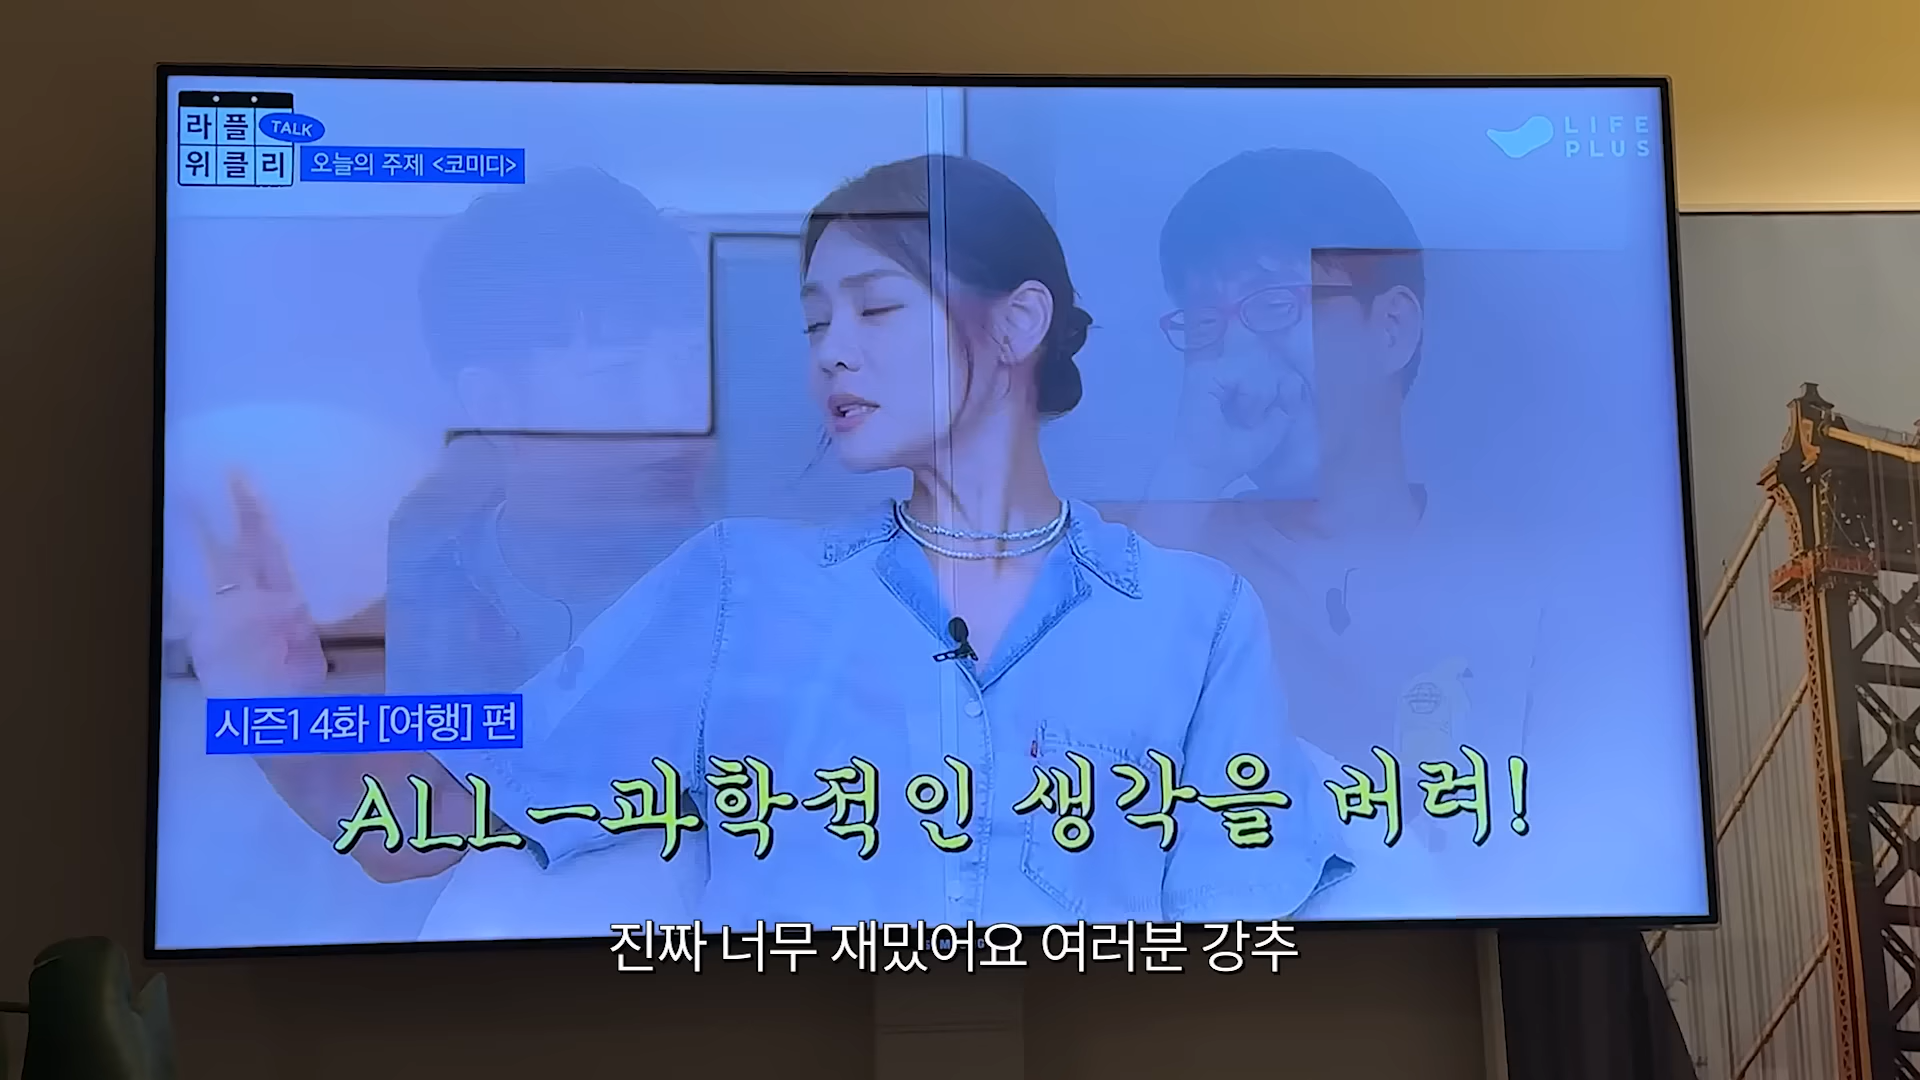 라플
TALK
위클리
오늘의 주제 <코미디>
LIFE
PLUS
시즌1 4화 [여행] 편
ALL-과학적인 생각을 버려!
진짜 너무 재밌어요 여러분 강추